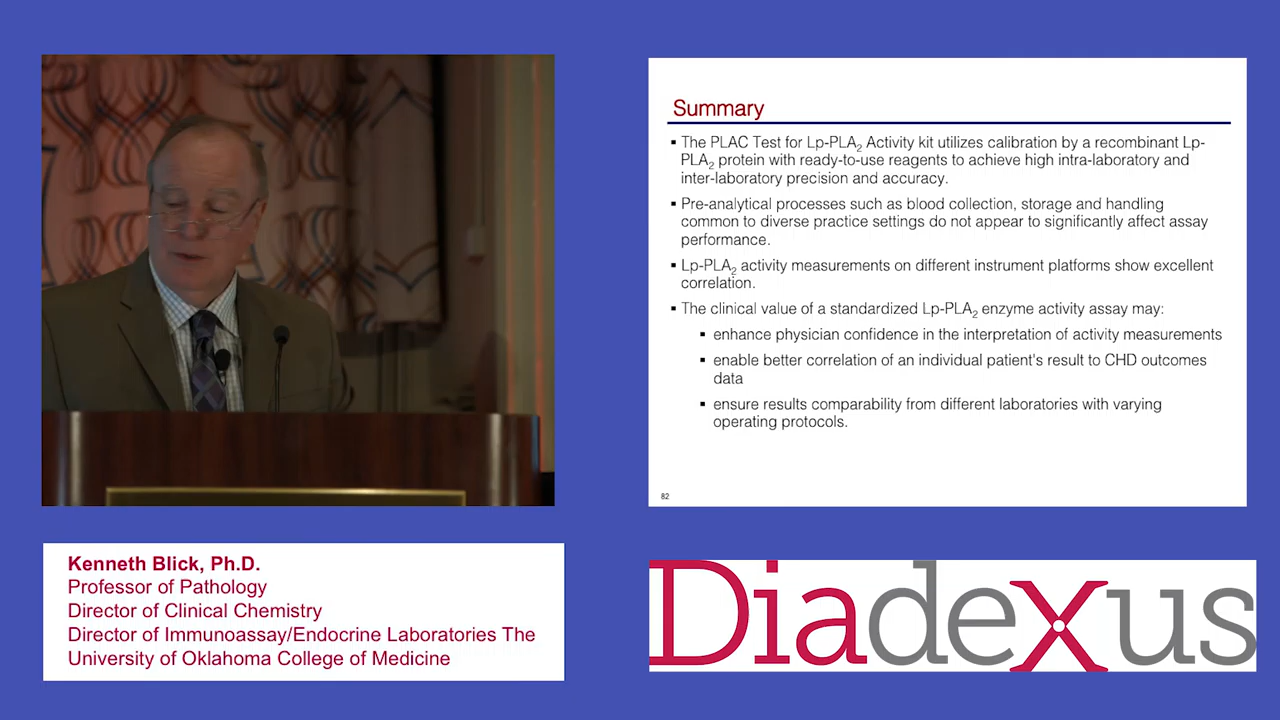 Summary
▪ The PLAC Test for Lp-PLA₂ Activity kit utilizes calibration by a recombinant Lp-
PLA₂ protein with ready-to-use reagents to achieve high intra-laboratory and
inter-laboratory precision and accuracy.
▪ Pre-analytical processes such as blood collection, storage and handling
common to diverse practice settings do not appear to significantly affect assay
performance.
▪ Lp-PLA₂ activity measurements on different instrument platforms show excellent
correlation.
▪ The clinical value of a standardized Lp-PLA₂ enzyme activity assay may:
▪ enhance physician confidence in the interpretation of activity measurements
▪ enable better correlation of an individual patient's result to CHD outcomes
data
▪ ensure results comparability from different laboratories with varying
operating protocols.
82
Kenneth Blick, Ph.D.
Professor of Pathology
Director of Clinical Chemistry
Director of Immunoassay/Endocrine Laboratories The
University of Oklahoma College of Medicine
Diadexus